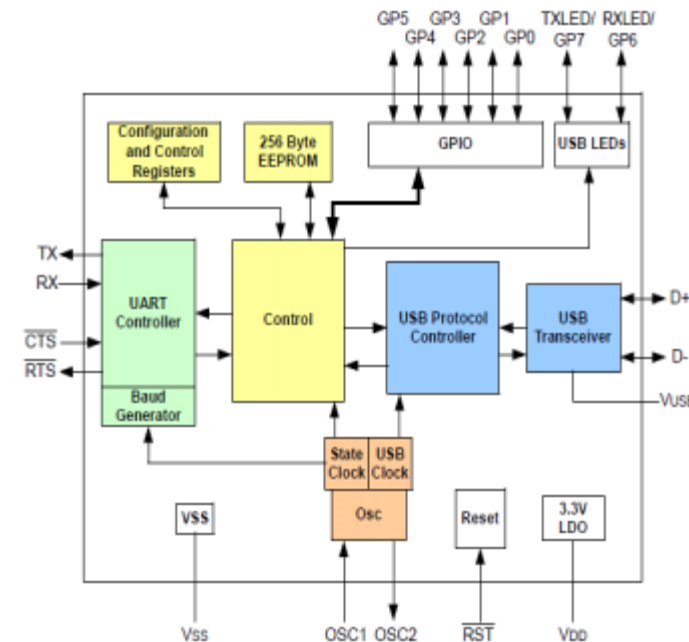 GP5 GP3 GP1 TXLED/ RXLED/
GP4 GP2 GP0 GP7 GP6
Configuration
and Control
Registers
256 Byte
EEPROM
GPIO
USB LEDs
TX
RX
CTS
RTS
UART
Controller
Baud
Generator
Control
USB Protocol
Controller
USB
Transceiver
D+
D-
VUSB
State
Clock
USB
Clock
Osc
VSS
Reset
3.3V
LDO
VSS
OSC1
OSC2
RST
VDD